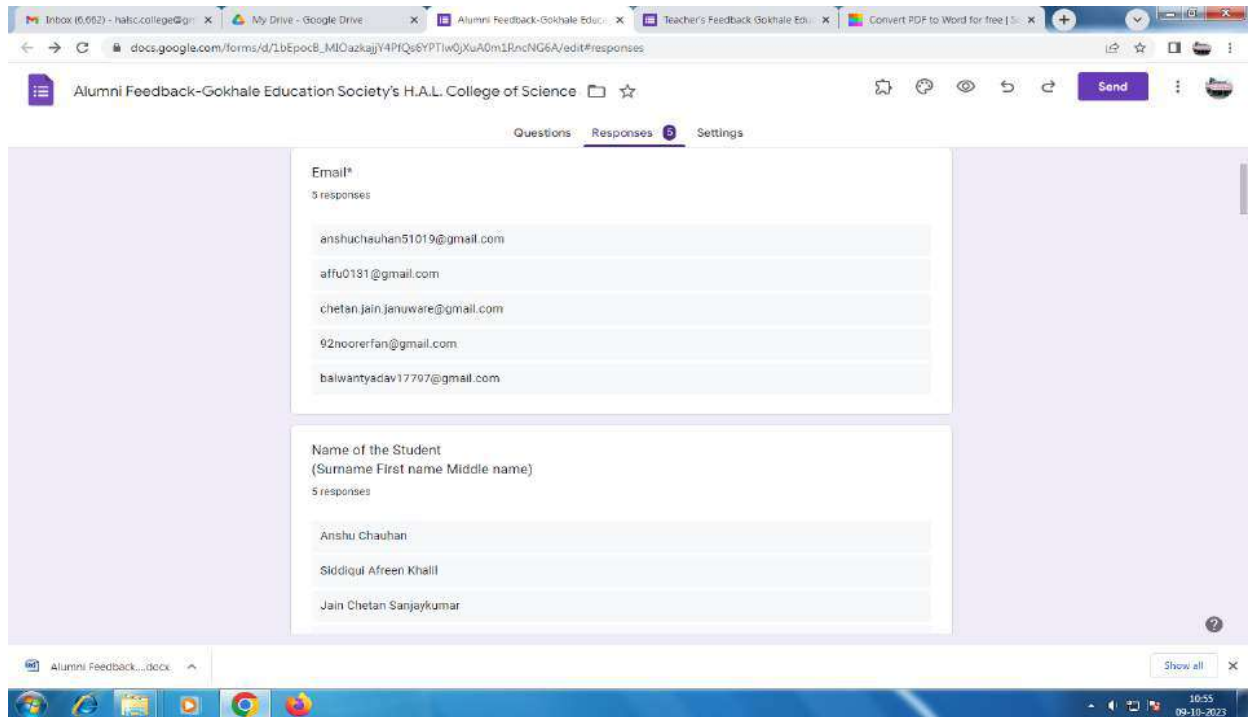 Inbox (6,662) - halsc.college@gm
My Drive - Google Drive
Alumni Feedback-Gokhale Educa
Teacher's Feedback Gokhale Edu
Convert PDF to Word for free | S
docs.google.com/forms/d/1bEpocB_MIOazkajjY4PfQs6YPTlw0jXuA0m1RncNG6A/edit#responses
Alumni Feedback-Gokhale Education Society's H.A.L. College of Science
Send
Questions Responses 5 Settings
Email*
5 responses
anshuchauhan51019@gmail.com
affu0131@gmail.com
chetan.jain.januware@gmail.com
92noorerfan@gmail.com
balwantyadav17797@gmail.com
Name of the Student
(Surname First name Middle name)
5 responses
Anshu Chauhan
Siddiqui Afreen Khalil
Jain Chetan Sanjaykumar
Alumni Feedback....docx
Show all
10:55
09-10-2023